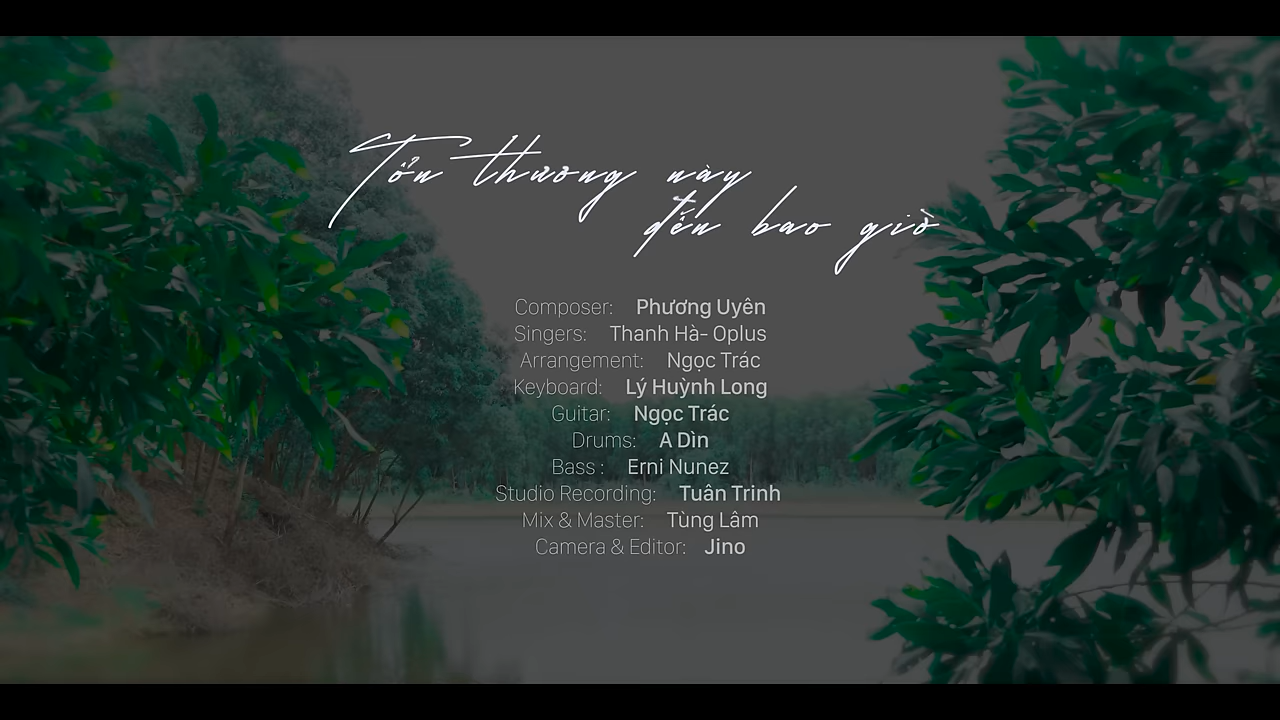 Tổn thương này
đến bao giờ
Composer: Phương Uyên
Singers: Thanh Hà- Oplus
Arrangement: Ngọc Trác
Keyboard: Lý Huỳnh Long
Guitar: Ngọc Trác
Drums: A Dìn
Bass : Erni Nunez
Studio Recording: Tuân Trinh
Mix & Master: Tùng Lâm
Camera & Editor: Jino